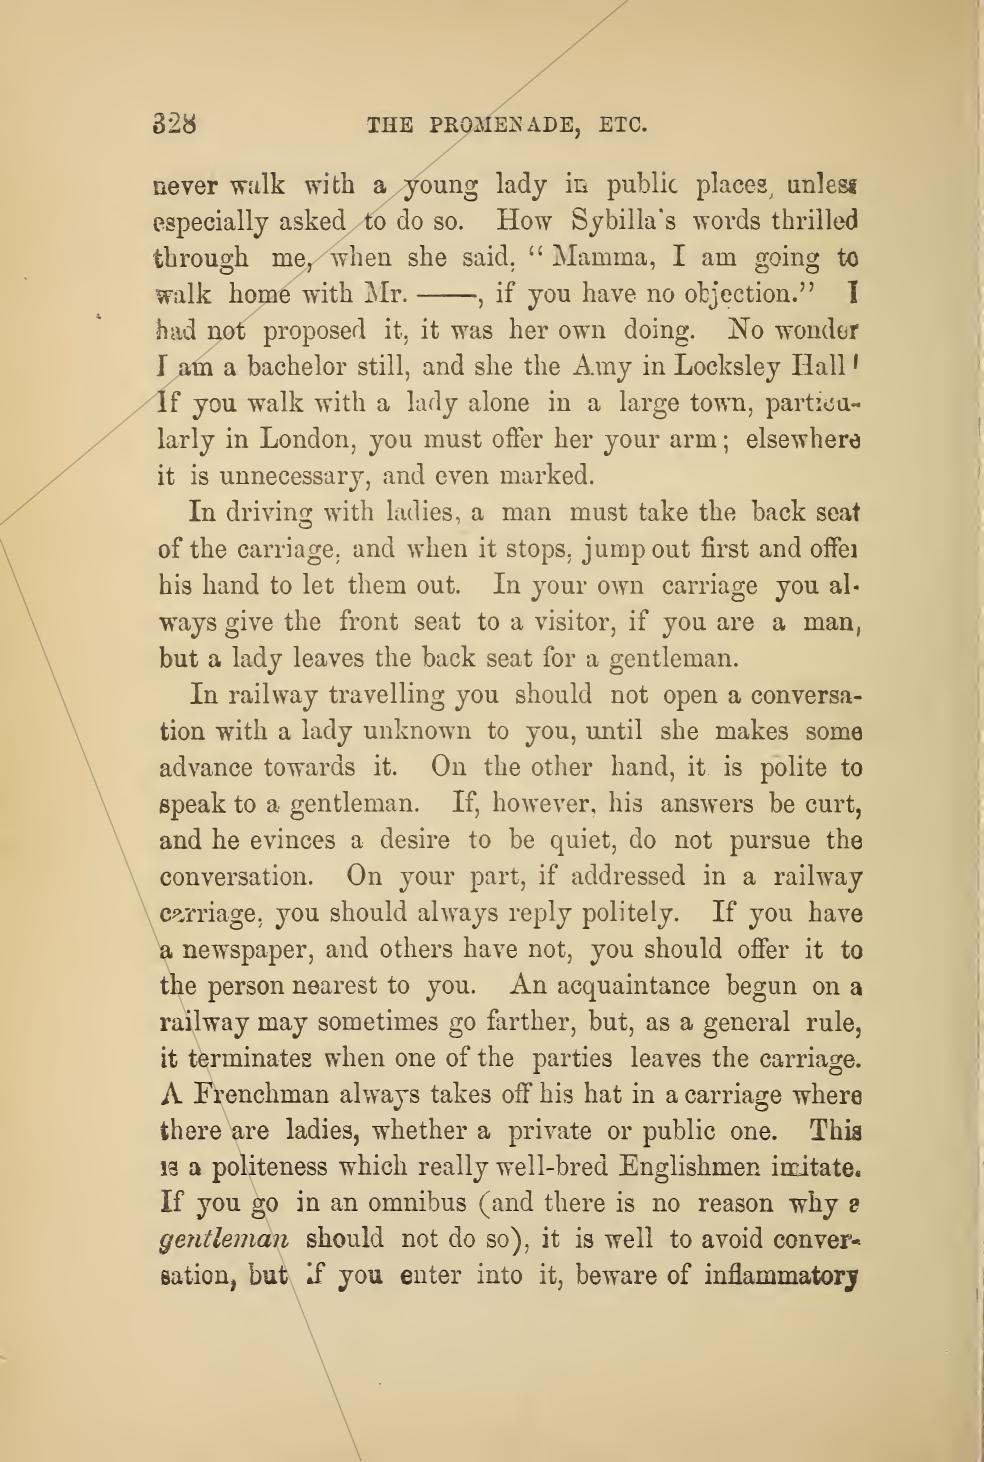 328 THE PROMENADE, ETC.
never walk with a young lady in public places, unless
especially asked to do so. How Sybilla's words thrilled
through me, when she said, “Mamma, I am going to
walk home with Mr. ——, if you have no objection.” I
had not proposed it, it was her own doing. No wonder
I am a bachelor still, and she the Amy in Locksley Hall!
If you walk with a lady alone in a large town, particu-
larly in London, you must offer her your arm; elsewhere
it is unnecessary, and even marked.
In driving with ladies, a man must take the back seat
of the carriage, and when it stops, jump out first and offer
his hand to let them out. In your own carriage you al-
ways give the front seat to a visitor, if you are a man,
but a lady leaves the back seat for a gentleman.
In railway travelling you should not open a conversa-
tion with a lady unknown to you, until she makes some
advance towards it. On the other hand, it is polite to
speak to a gentleman. If, however, his answers be curt,
and he evinces a desire to be quiet, do not pursue the
conversation. On your part, if addressed in a railway
carriage, you should always reply politely. If you have
a newspaper, and others have not, you should offer it to
the person nearest to you. An acquaintance begun on a
railway may sometimes go farther, but, as a general rule,
it terminates when one of the parties leaves the carriage.
A Frenchman always takes off his hat in a carriage where
there are ladies, whether a private or public one. This
is a politeness which really well-bred Englishmen imitate.
If you go in an omnibus (and there is no reason why a
gentleman should not do so), it is well to avoid conver-
sation, but if you enter into it, beware of inflammatory